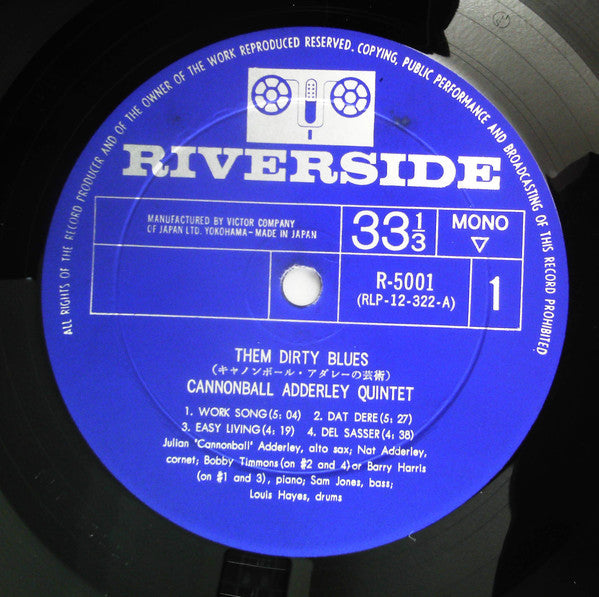 ALL RIGHTS OF THE RECORD PRODUCER AND OF THE OWNER OF THE WORK REPRODUCED RESERVED. COPYING, PUBLIC PERFORMANCE AND BROADCASTING OF THIS RECORD PROHIBITED
RIVERSIDE
MANUFACTURED BY VICTOR COMPANY
OF JAPAN LTD. YOKOHAMA-MADE IN JAPAN
33 1/3
MONO
R-5001
(RLP-12-322-A)
1
THEM DIRTY BLUES
(キャノンボール・アダレーの芸術)
CANNONBALL ADDERLEY QUINTET
1. WORK SONG(5; 04) 2. DAT DERE(5; 27)
3. EASY LIVING(4; 19) 4. DEL SASSER(4; 38)
Julian "Cannonball" Adderley, alto sax; Nat Adderley,
cornet; Bobby Timmons(on #2 and 4)or Barry Harris
(on #1 and 3), piano; Sam Jones, bass;
Louis Hayes, drums